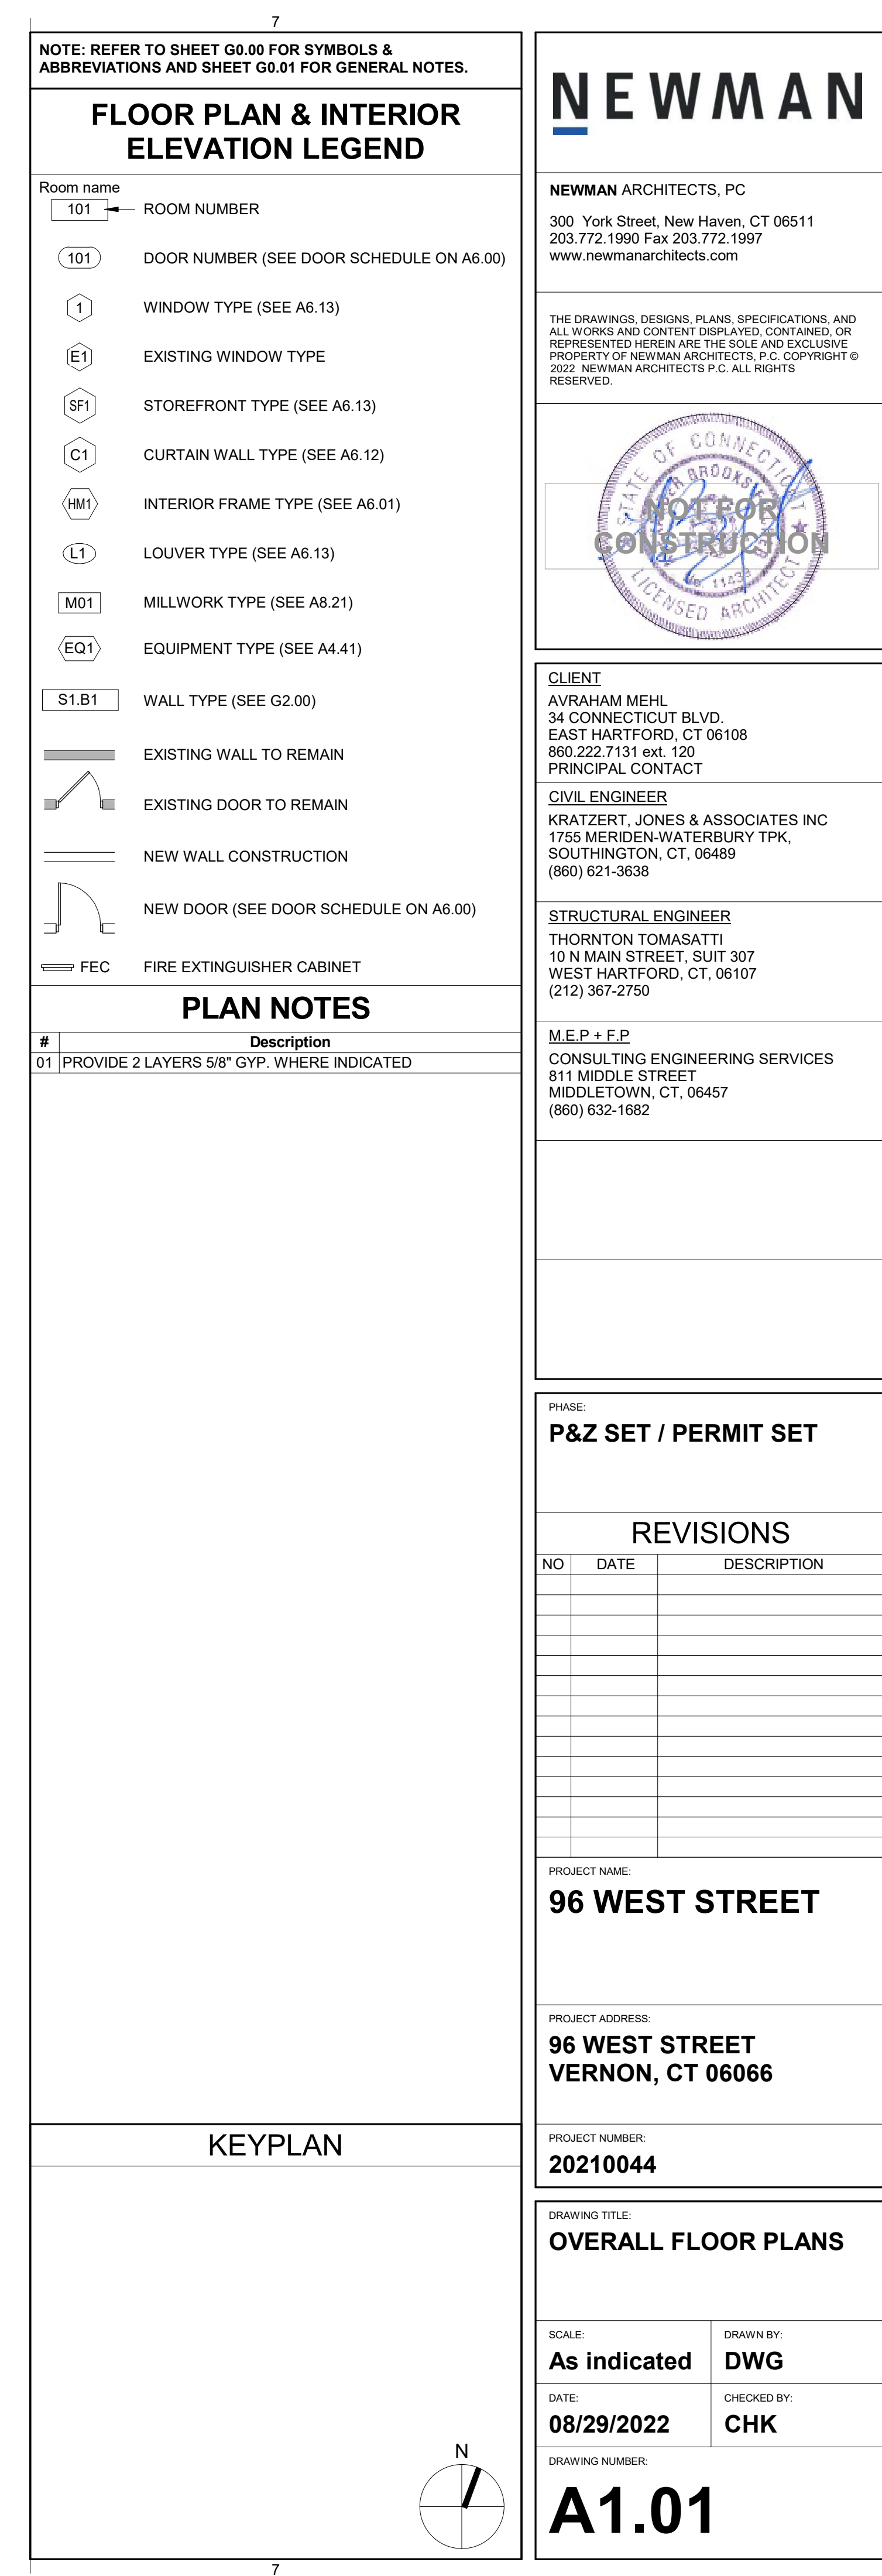 7
NOTE: REFER TO SHEET G0.00 FOR SYMBOLS &
ABBREVIATIONS AND SHEET G0.01 FOR GENERAL NOTES.
FLOOR PLAN & INTERIOR
ELEVATION LEGEND
Room name
101 ROOM NUMBER
101 DOOR NUMBER (SEE DOOR SCHEDULE ON A6.00)
1 WINDOW TYPE (SEE A6.13)
E1 EXISTING WINDOW TYPE
SF1 STOREFRONT TYPE (SEE A6.13)
C1 CURTAIN WALL TYPE (SEE A6.12)
HM1 INTERIOR FRAME TYPE (SEE A6.01)
L1 LOUVER TYPE (SEE A6.13)
M01 MILLWORK TYPE (SEE A8.21)
EQ1 EQUIPMENT TYPE (SEE A4.41)
S1.B1 WALL TYPE (SEE G2.00)
EXISTING WALL TO REMAIN
EXISTING DOOR TO REMAIN
NEW WALL CONSTRUCTION
NEW DOOR (SEE DOOR SCHEDULE ON A6.00)
FEC FIRE EXTINGUISHER CABINET
PLAN NOTES
# Description
01 PROVIDE 2 LAYERS 5/8" GYP. WHERE INDICATED
KEYPLAN
N
7
NEWMAN
NEWMAN ARCHITECTS, PC
300 York Street, New Haven, CT 06511
203.772.1990 Fax 203.772.1997
www.newmanarchitects.com
THE DRAWINGS, DESIGNS, PLANS, SPECIFICATIONS, AND
ALL WORKS AND CONTENT DISPLAYED, CONTAINED, OR
REPRESENTED HEREIN ARE THE SOLE AND EXCLUSIVE
PROPERTY OF NEWMAN ARCHITECTS, P.C. COPYRIGHT ©
2022 NEWMAN ARCHITECTS P.C. ALL RIGHTS
RESERVED.
STATE OF CONNECTICUT
LICENSED ARCHITECT
NOT FOR
CONSTRUCTION
CLIENT
AVRAHAM MEHL
34 CONNECTICUT BLVD.
EAST HARTFORD, CT 06108
860.222.7131 ext. 120
PRINCIPAL CONTACT
CIVIL ENGINEER
KRATZERT, JONES & ASSOCIATES INC
1755 MERIDEN-WATERBURY TPK,
SOUTHINGTON, CT, 06489
(860) 621-3638
STRUCTURAL ENGINEER
THORNTON TOMASATTI
10 N MAIN STREET, SUIT 307
WEST HARTFORD, CT, 06107
(212) 367-2750
M.E.P + F.P
CONSULTING ENGINEERING SERVICES
811 MIDDLE STREET
MIDDLETOWN, CT, 06457
(860) 632-1682
PHASE:
P&Z SET / PERMIT SET
REVISIONS
NO DATE DESCRIPTION
PROJECT NAME:
96 WEST STREET
PROJECT ADDRESS:
96 WEST STREET
VERNON, CT 06066
PROJECT NUMBER:
20210044
DRAWING TITLE:
OVERALL FLOOR PLANS
SCALE: DRAWN BY:
As indicated DWG
DATE: CHECKED BY:
08/29/2022 CHK
DRAWING NUMBER:
A1.01